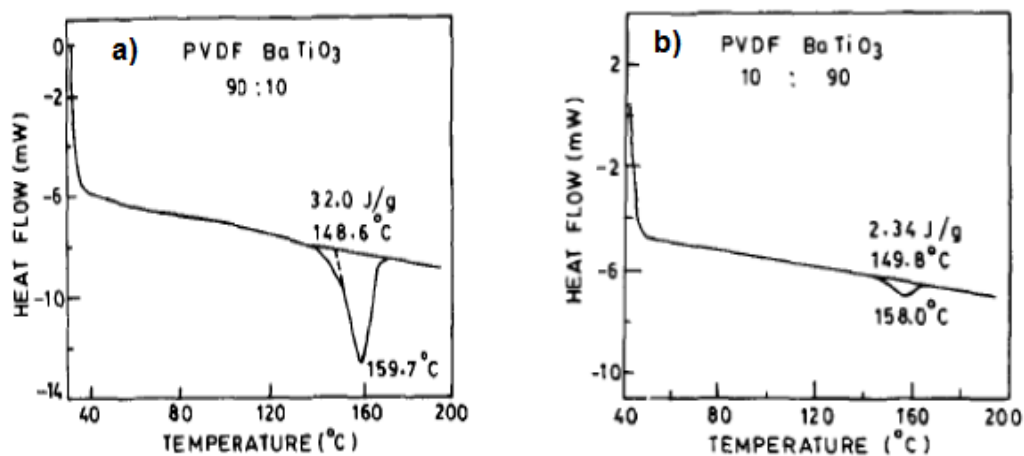 a)
PVDF BaTiO3
90:10
0
-2
-6
-10
-14
HEAT FLOW (mW)
32.0 J/g
148.6°C
159.7°C
40
80
120
160
200
TEMPERATURE (°C)
b)
PVDF BaTiO3
10 : 90
2
-2
-6
-10
HEAT FLOW (mW)
2.34 J/g
149.8°C
158.0°C
40
80
120
160
200
TEMPERATURE (°C)